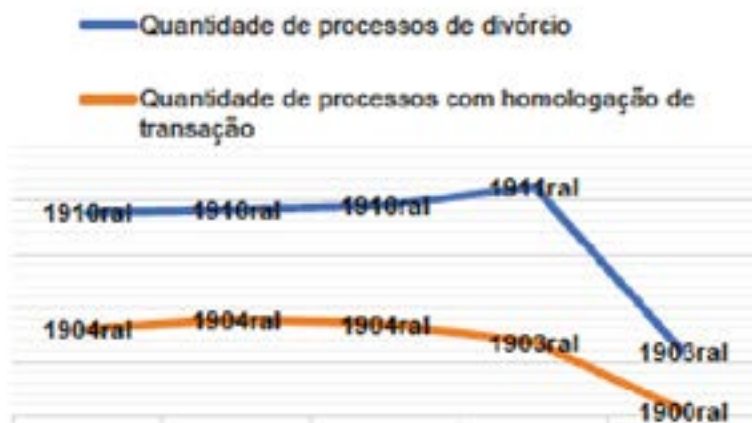 Quantidade de processos de divórcio
Quantidade de processos com homologação de
transação
1910ral 1910ral 1910ral 1911ral 1903ral
1904ral 1904ral 1904ral 1903ral 1900ral